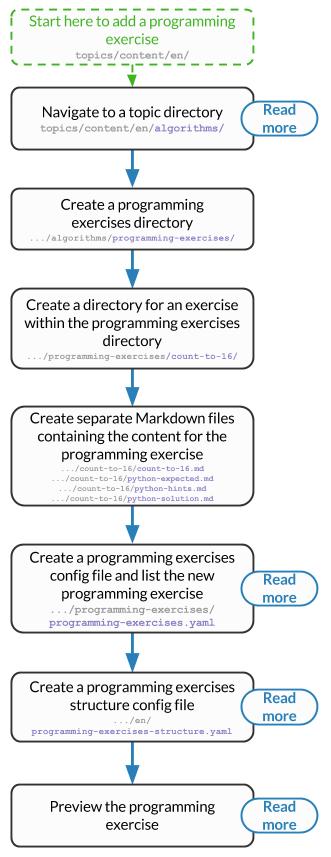 Start here to add a programming
exercise
topics/content/en/
Navigate to a topic directory
topics/content/en/algorithms/
Read
more
Create a programming
exercises directory
.../algorithms/programming-exercises/
Create a directory for an exercise
within the programming exercises
directory
.../programming-exercises/count-to-16/
Create separate Markdown files
containing the content for the
programming exercise
.../count-to-16/count-to-16.md
.../count-to-16/python-expected.md
.../count-to-16/python-hints.md
.../count-to-16/python-solution.md
Create a programming exercises
config file and list the new
programming exercise
.../programming-exercises/
programming-exercises.yaml
Read
more
Create a programming exercises
structure config file
.../en/
programming-exercises-structure.yaml
Read
more
Preview the programming
exercise
Read
more